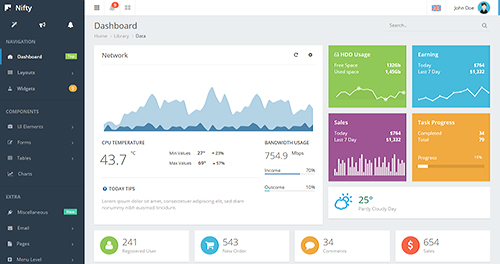 Nifty
8
John Doe
NAVIGATION
Dashboard
Layouts
Widgets
COMPONENTS
UI Elements
Forms
Tables
Charts
EXTRA
Miscellaneous
Email
Pages
Menu Level
Dashboard
Search..
Home Library Data
Network
CPU TEMPERATURE
43.7 °C
Min Values 27° 23%
Max Values 69° 57%
TODAY TIPS
Lorem ipsum dolor sit amet, consectetuer adipiscing elit, sed diam
nonummy nibh euismod tincidunt.
BANDWIDTH USAGE
754.9 Mbps
Income 70%
Outcome 10%
HDD Usage
Free Space 132Gb
Used space 1,45Gb
Earning
Today $764
Last 7 Day $1,332
Sales
Today $764
Last 7 Day $1,332
Task Progress
Completed 34
Total 79
Progress 15%
25°
Partly Cloudy Day
241
Registered User
543
New Order
34
Comments
654
Sales